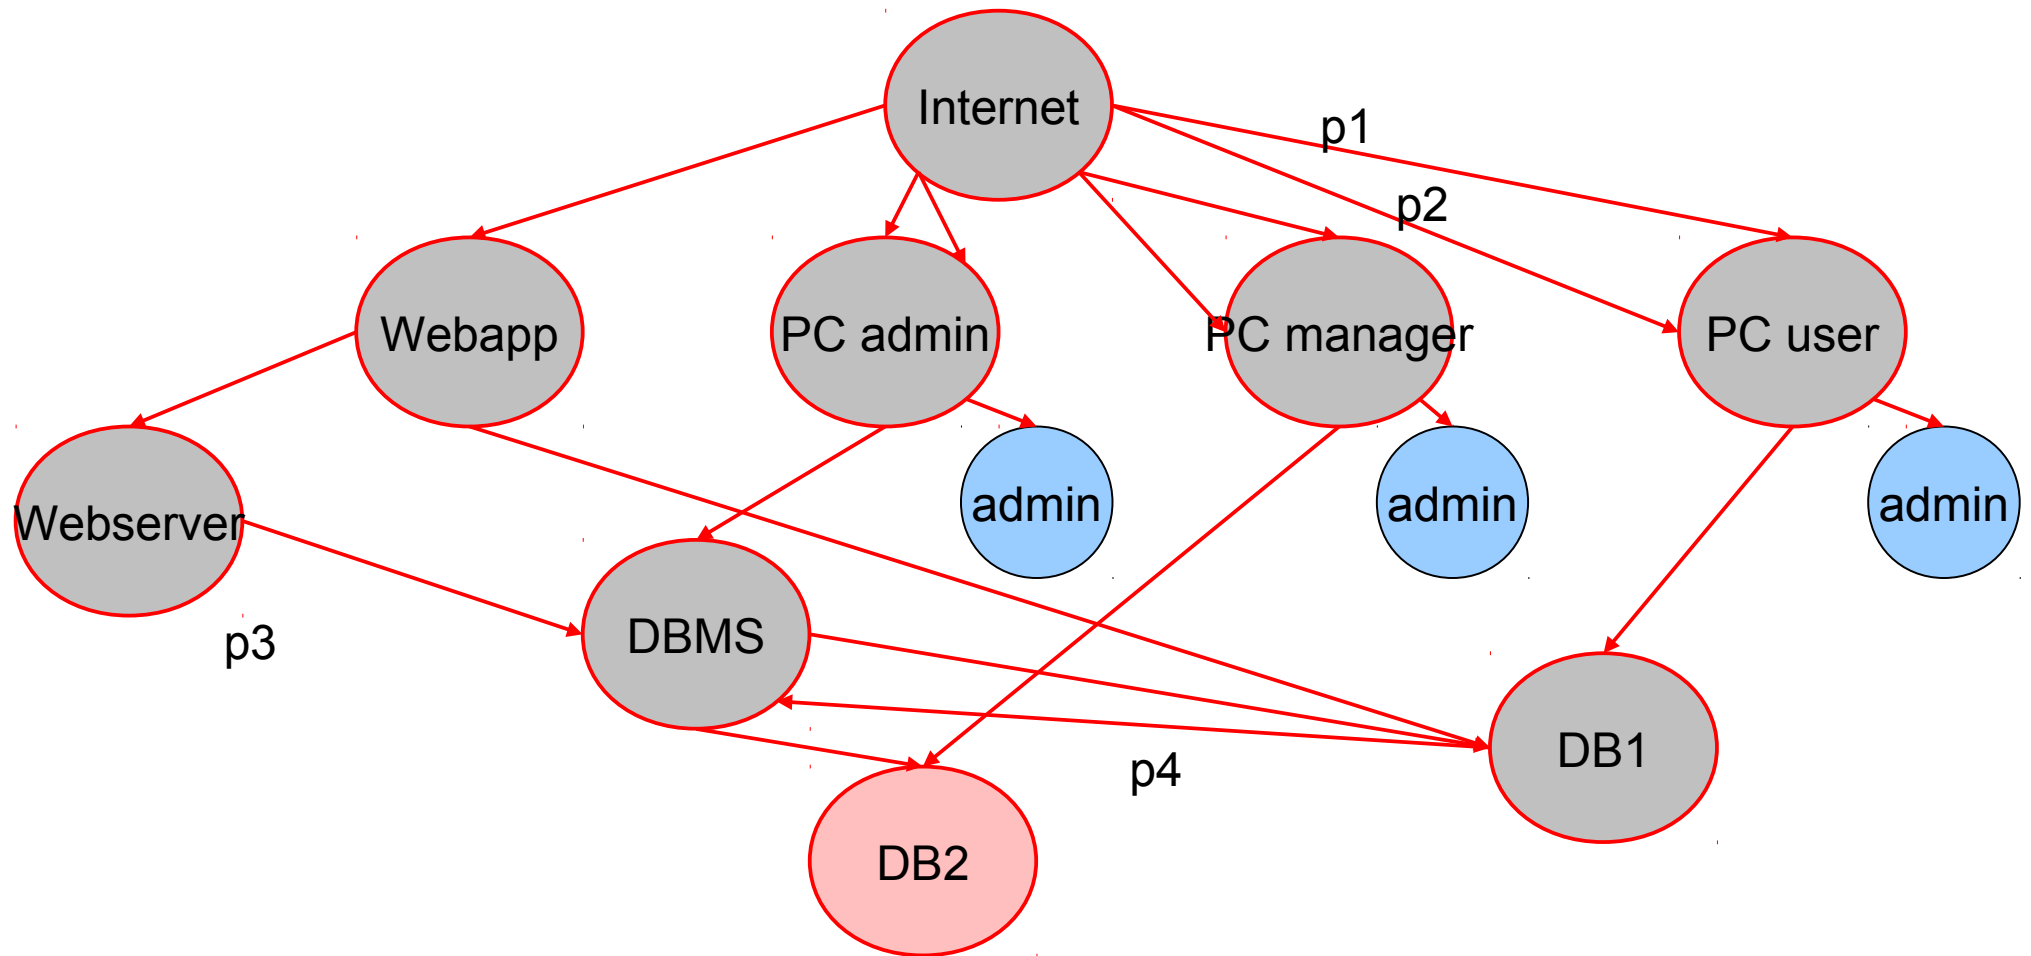 Internet
p1
p2
Webapp
PC admin
PC manager
PC user
Webserver
admin
admin
admin
DBMS
p3
DB1
p4
DB2